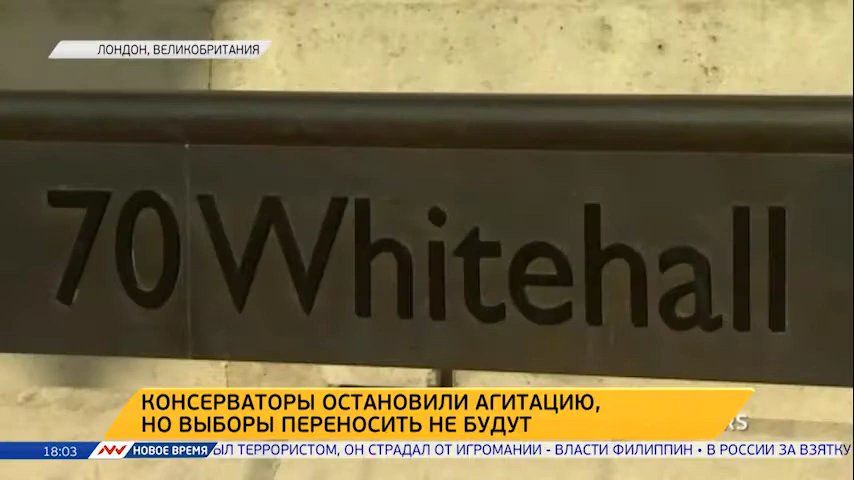 ЛОНДОН, ВЕЛИКОБРИТАНИЯ
70 Whitehall
КОНСЕРВАТОРЫ ОСТАНОВИЛИ АГИТАЦИЮ,
НО ВЫБОРЫ ПЕРЕНОСИТЬ НЕ БУДУТ
18:03 НОВОЕ ВРЕМЯ ТЕРРОРИСТОМ, ОН СТРАДАЛ ОТ ИГРОМАНИИ - ВЛАСТИ ФИЛИППИН • В РОССИИ ЗА ВЗЯТКУ